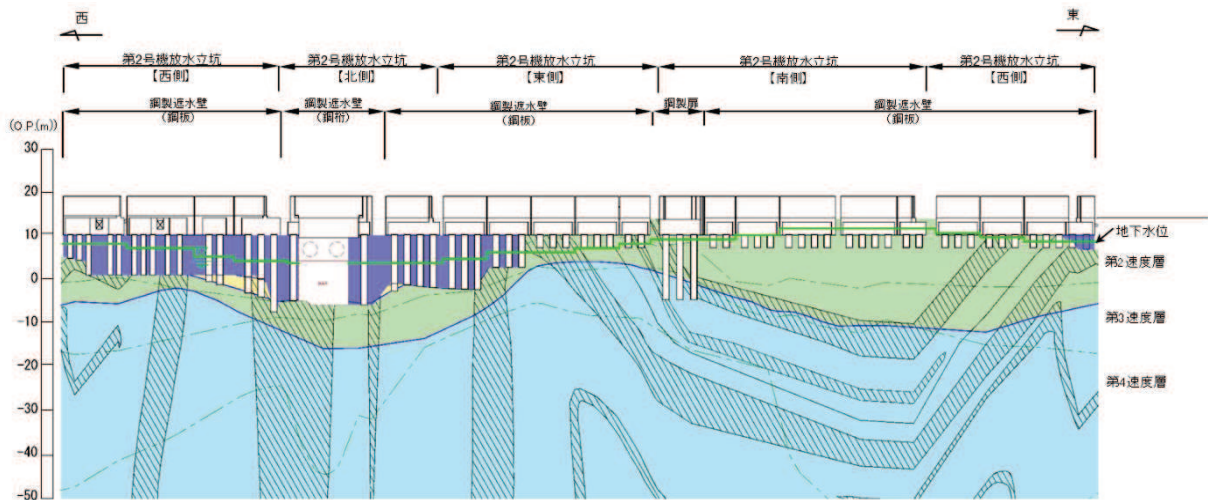 西
東
第2号機放水立坑
【西側】
第2号機放水立坑
【北側】
第2号機放水立坑
【東側】
第2号機放水立坑
【南側】
第2号機放水立坑
【西側】
鋼製遮水壁
(鋼板)
鋼製遮水壁
(鋼桁)
鋼製遮水壁
(鋼板)
鋼製扉
鋼製遮水壁
(鋼板)
(O.P.(m))
30
20
10
0
-10
-20
-30
-40
-50
地下水位
第2速度層
第3速度層
第4速度層